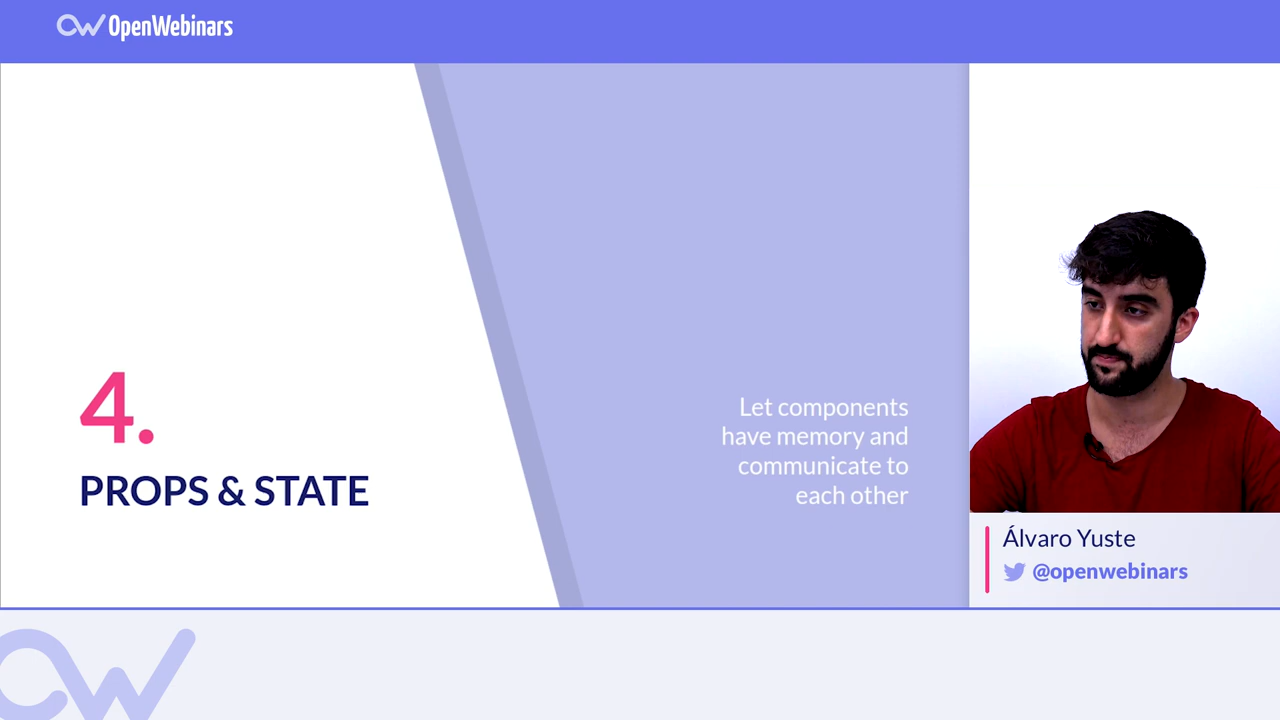 OpenWebinars
4.
PROPS & STATE
Let components
have memory and
communicate to
each other
Álvaro Yuste
@openwebinars